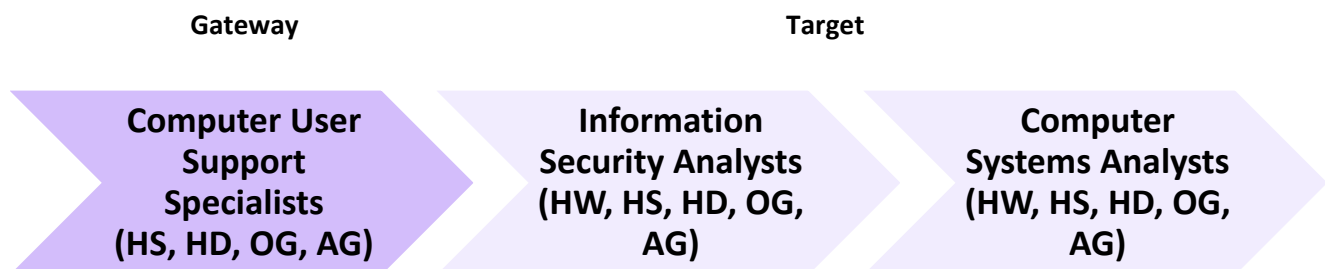 Gateway
Target
Computer User
Support
Specialists
(HS, HD, OG, AG)
Information
Security Analysts
(HW, HS, HD, OG,
AG)
Computer
Systems Analysts
(HW, HS, HD, OG,
AG)